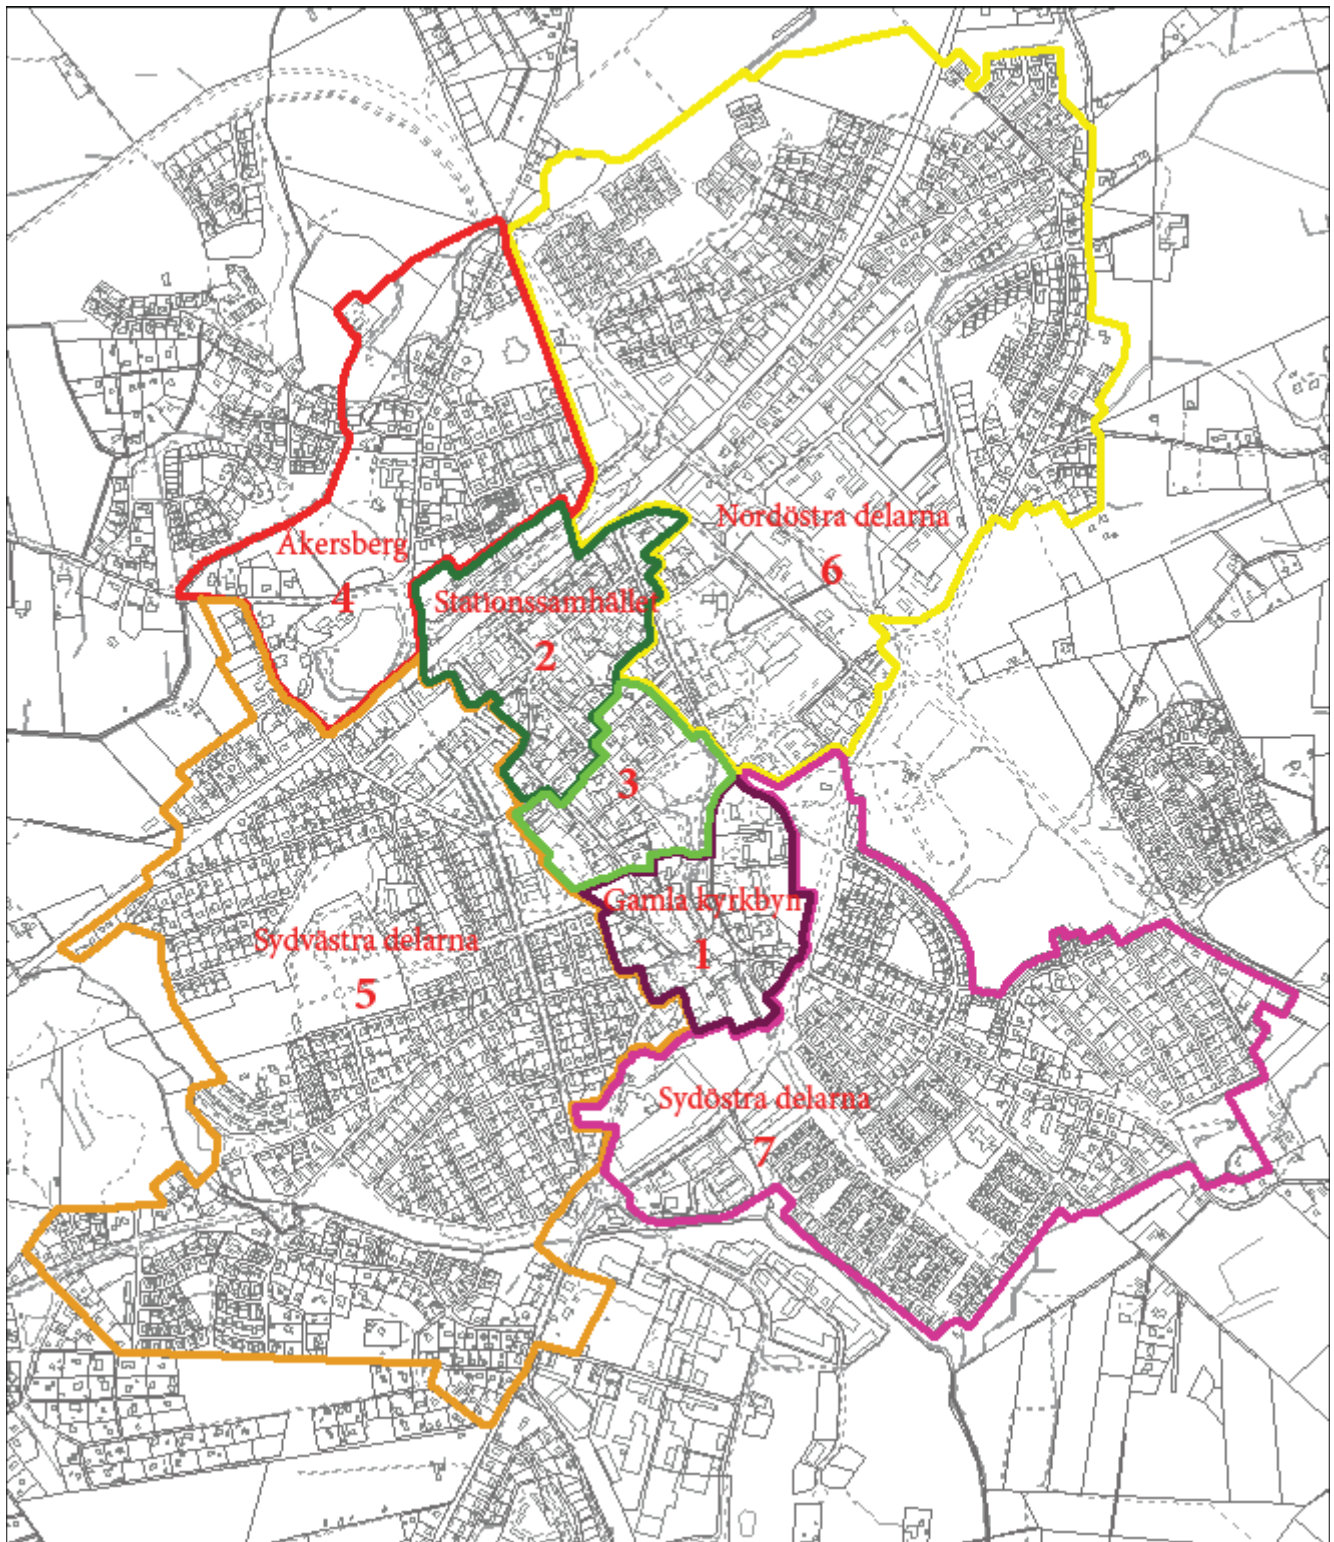 Nordöstra delarna
6
Åkersberg
4
Stationssamhället
2
3
Gamla kyrkbyn
1
Sydvästra delarna
5
Sydöstra delarna
7